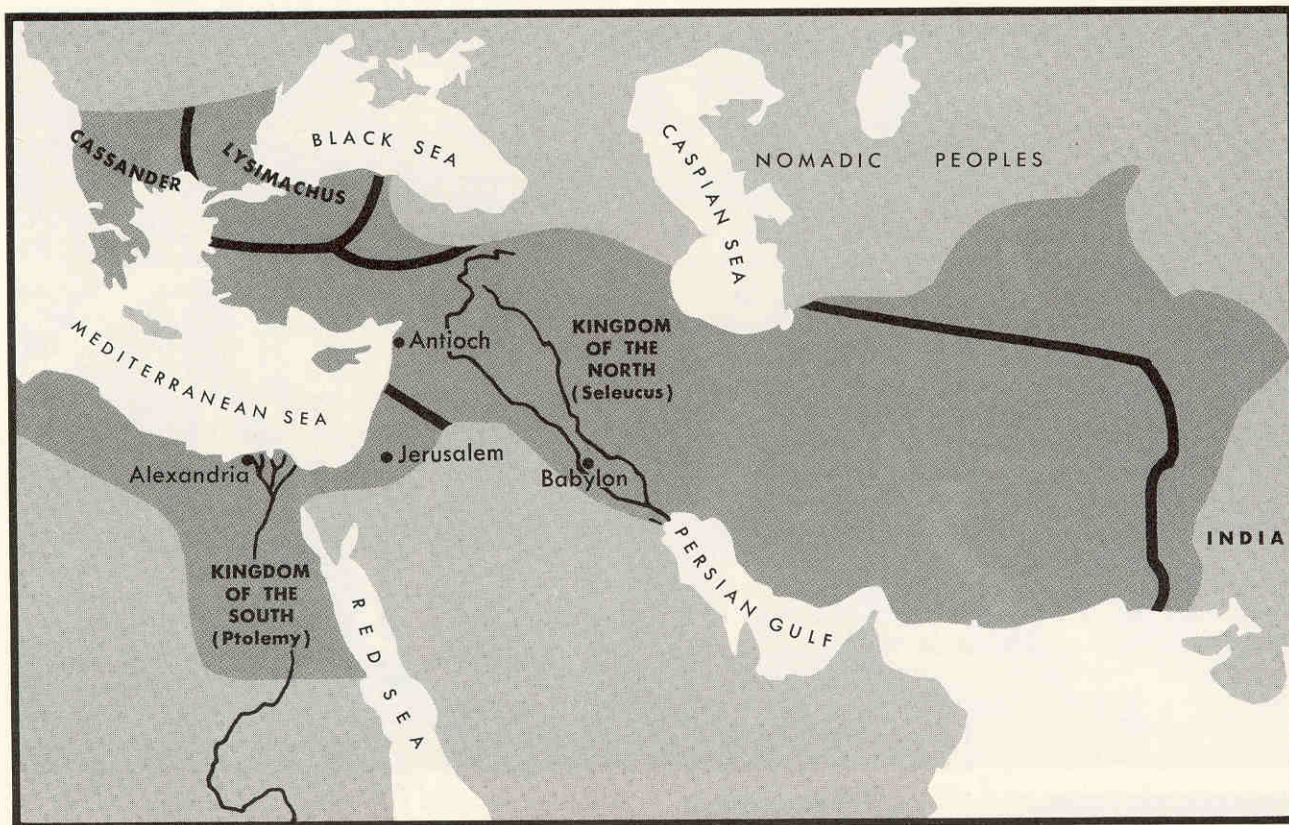 CASSANDER
LYSIMACHUS
BLACK SEA
CASPIAN SEA
NOMADIC PEOPLES
MEDITERRANEAN SEA
Antioch
KINGDOM
OF THE
NORTH
(Seleucus)
Alexandria
Jerusalem
Babylon
INDIA
KINGDOM
OF THE
SOUTH
(Ptolemy)
RED SEA
PERSIAN GULF